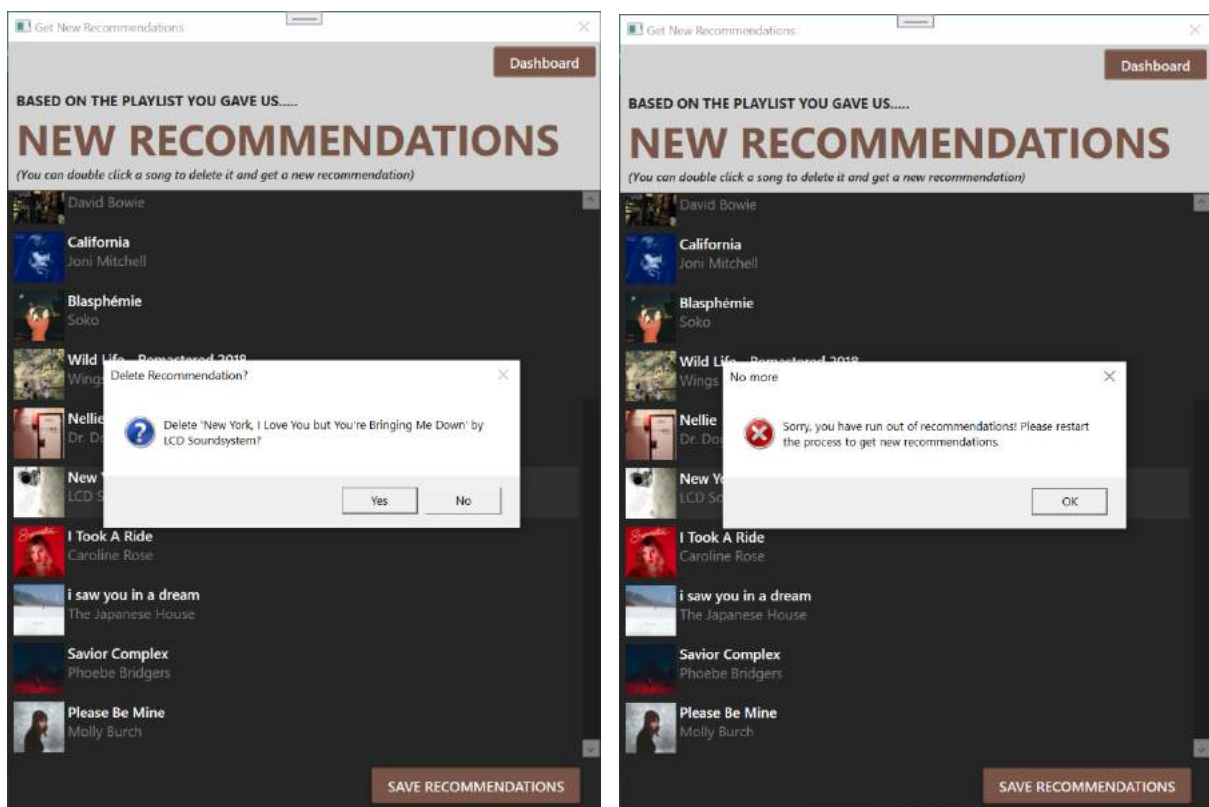 Get New Recommendations
Dashboard
BASED ON THE PLAYLIST YOU GAVE US.....
NEW RECOMMENDATIONS
(You can double click a song to delete it and get a new recommendation)
David Bowie
California
Joni Mitchell
Blasphémie
Soko
Wild Life - Remastered 2018
Wings
Delete Recommendation?
Delete 'New York, I Love You but You're Bringing Me Down' by
LCD Soundsystem?
Yes
No
Nellie
Dr. Do
New
LCD S
I Took A Ride
Caroline Rose
i saw you in a dream
The Japanese House
Savior Complex
Phoebe Bridgers
Please Be Mine
Molly Burch
SAVE RECOMMENDATIONS
Get New Recommendations
Dashboard
BASED ON THE PLAYLIST YOU GAVE US.....
NEW RECOMMENDATIONS
(You can double click a song to delete it and get a new recommendation)
David Bowie
California
Joni Mitchell
Blasphémie
Soko
Wild Life - Remastered 2018
Wings
No more
Sorry, you have run out of recommendations! Please restart
the process to get new recommendations.
OK
Nellie
Dr. Do
New Yo
LCD So
I Took A Ride
Caroline Rose
i saw you in a dream
The Japanese House
Savior Complex
Phoebe Bridgers
Please Be Mine
Molly Burch
SAVE RECOMMENDATIONS